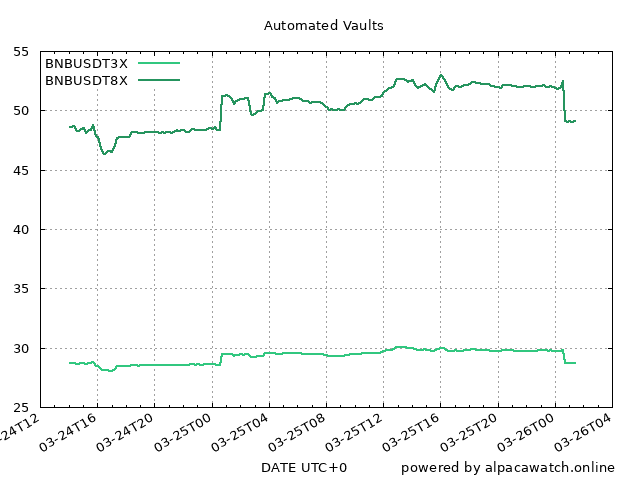 Automated Vaults
BNBUSDT3X
BNBUSDT8X
55
50
45
40
35
30
25
-24T12
03-24T16
03-24T20
03-25T00
03-25T04
03-25T08
03-25T12
03-25T16
03-25T20
03-26T00
03-26T04
DATE UTC+0
powered by alpacawatch.online